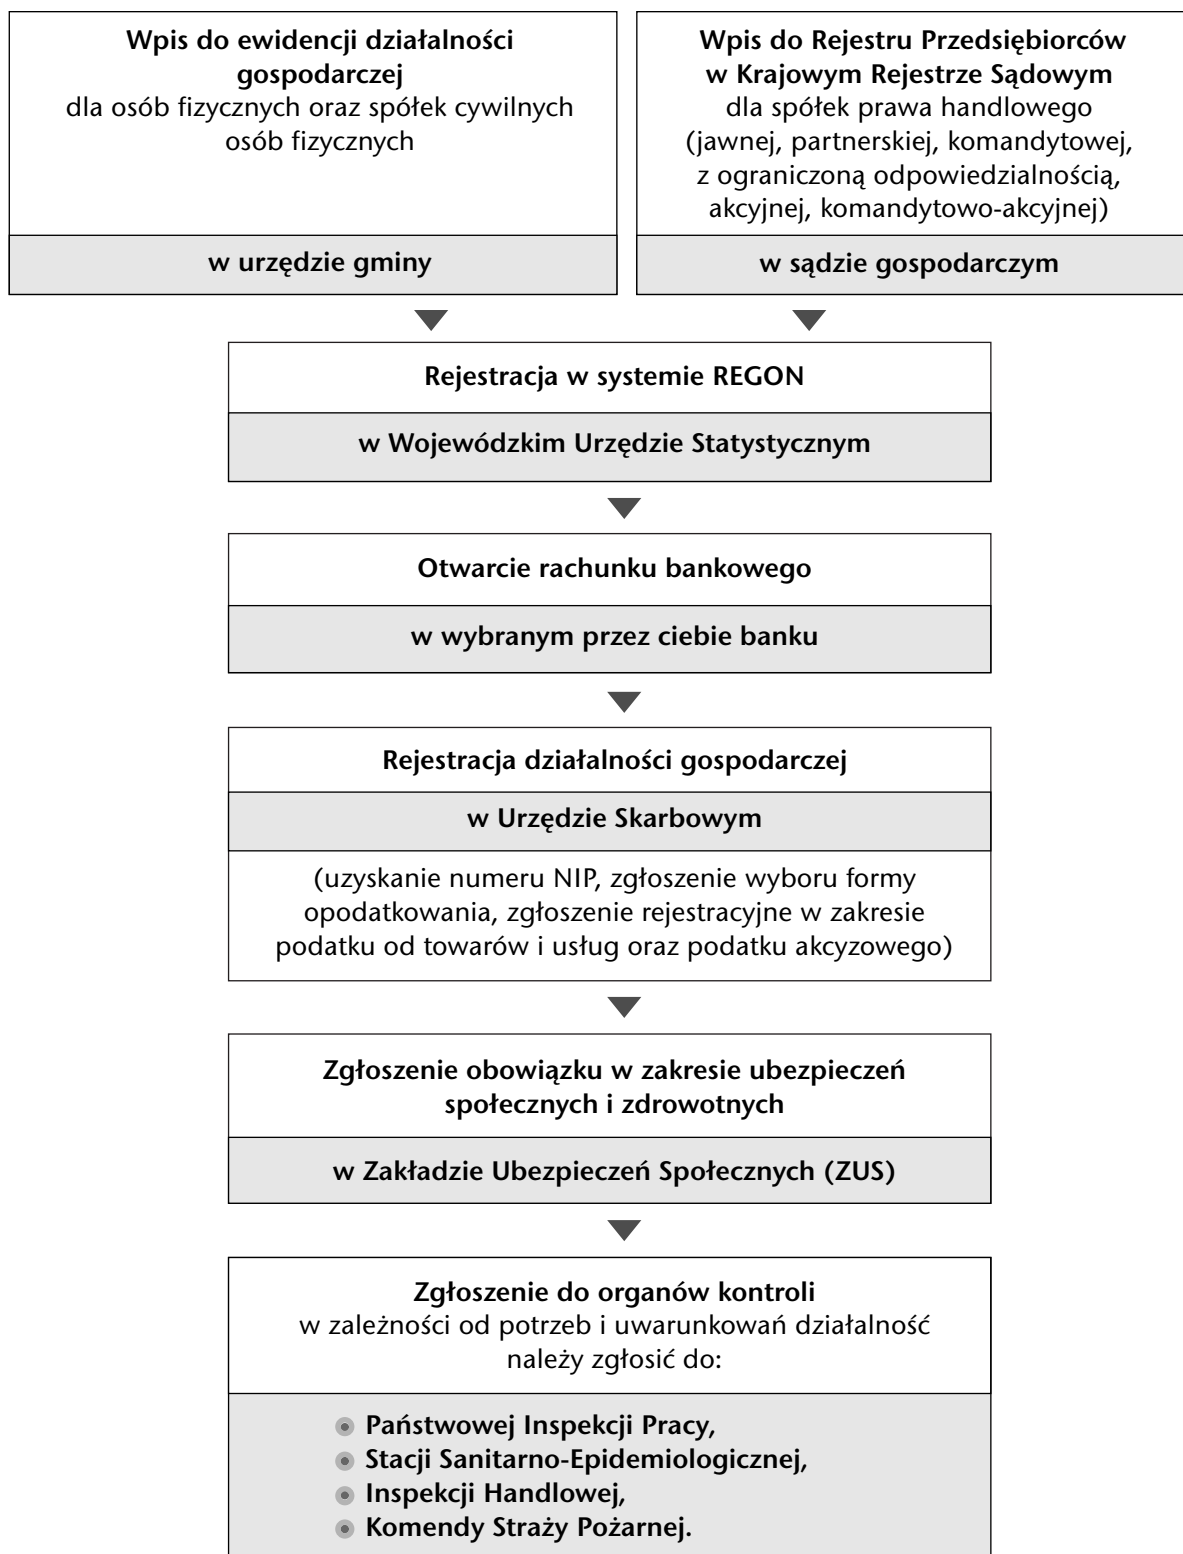 Wpis do ewidencji działalności
gospodarczej
dla osób fizycznych oraz spółek cywilnych
osób fizycznych
w urzędzie gminy
Wpis do Rejestru Przedsiębiorców
w Krajowym Rejestrze Sądowym
dla spółek prawa handlowego
(jawnej, partnerskiej, komandytowej,
z ograniczoną odpowiedzialnością,
akcyjnej, komandytowo-akcyjnej)
w sądzie gospodarczym
Rejestracja w systemie REGON
w Wojewódzkim Urzędzie Statystycznym
Otwarcie rachunku bankowego
w wybranym przez ciebie banku
Rejestracja działalności gospodarczej
w Urzędzie Skarbowym
(uzyskanie numeru NIP, zgłoszenie wyboru formy
opodatkowania, zgłoszenie rejestracyjne w zakresie
podatku od towarów i usług oraz podatku akcyzowego)
Zgłoszenie obowiązku w zakresie ubezpieczeń
społecznych i zdrowotnych
w Zakładzie Ubezpieczeń Społecznych (ZUS)
Zgłoszenie do organów kontroli
w zależności od potrzeb i uwarunkowań działalność
należy zgłosić do:
Państwowej Inspekcji Pracy,
Stacji Sanitarno-Epidemiologicznej,
Inspekcji Handlowej,
Komendy Straży Pożarnej.